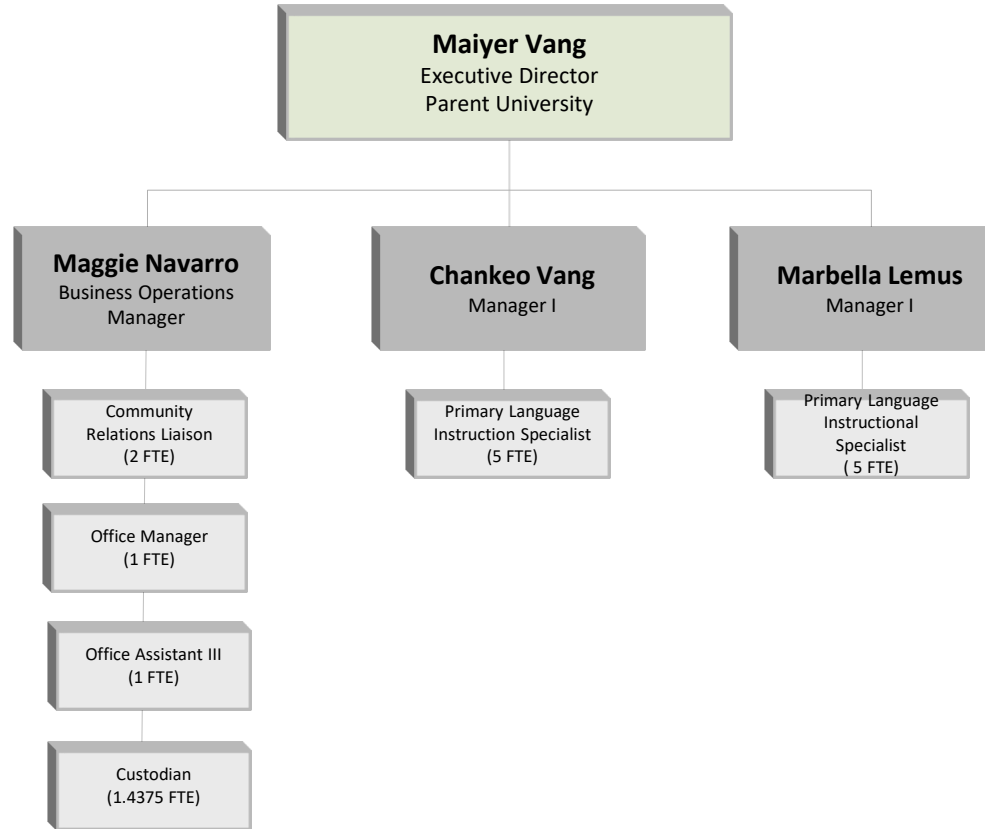 Maiyer Vang
Executive Director
Parent University
Maggie Navarro
Business Operations
Manager
Chankeo Vang
Manager I
Marbella Lemus
Manager I
Community
Relations Liaison
(2 FTE)
Office Manager
(1 FTE)
Office Assistant III
(1 FTE)
Custodian
(1.4375 FTE)
Primary Language
Instruction Specialist
(5 FTE)
Primary Language
Instructional
Specialist
( 5 FTE)